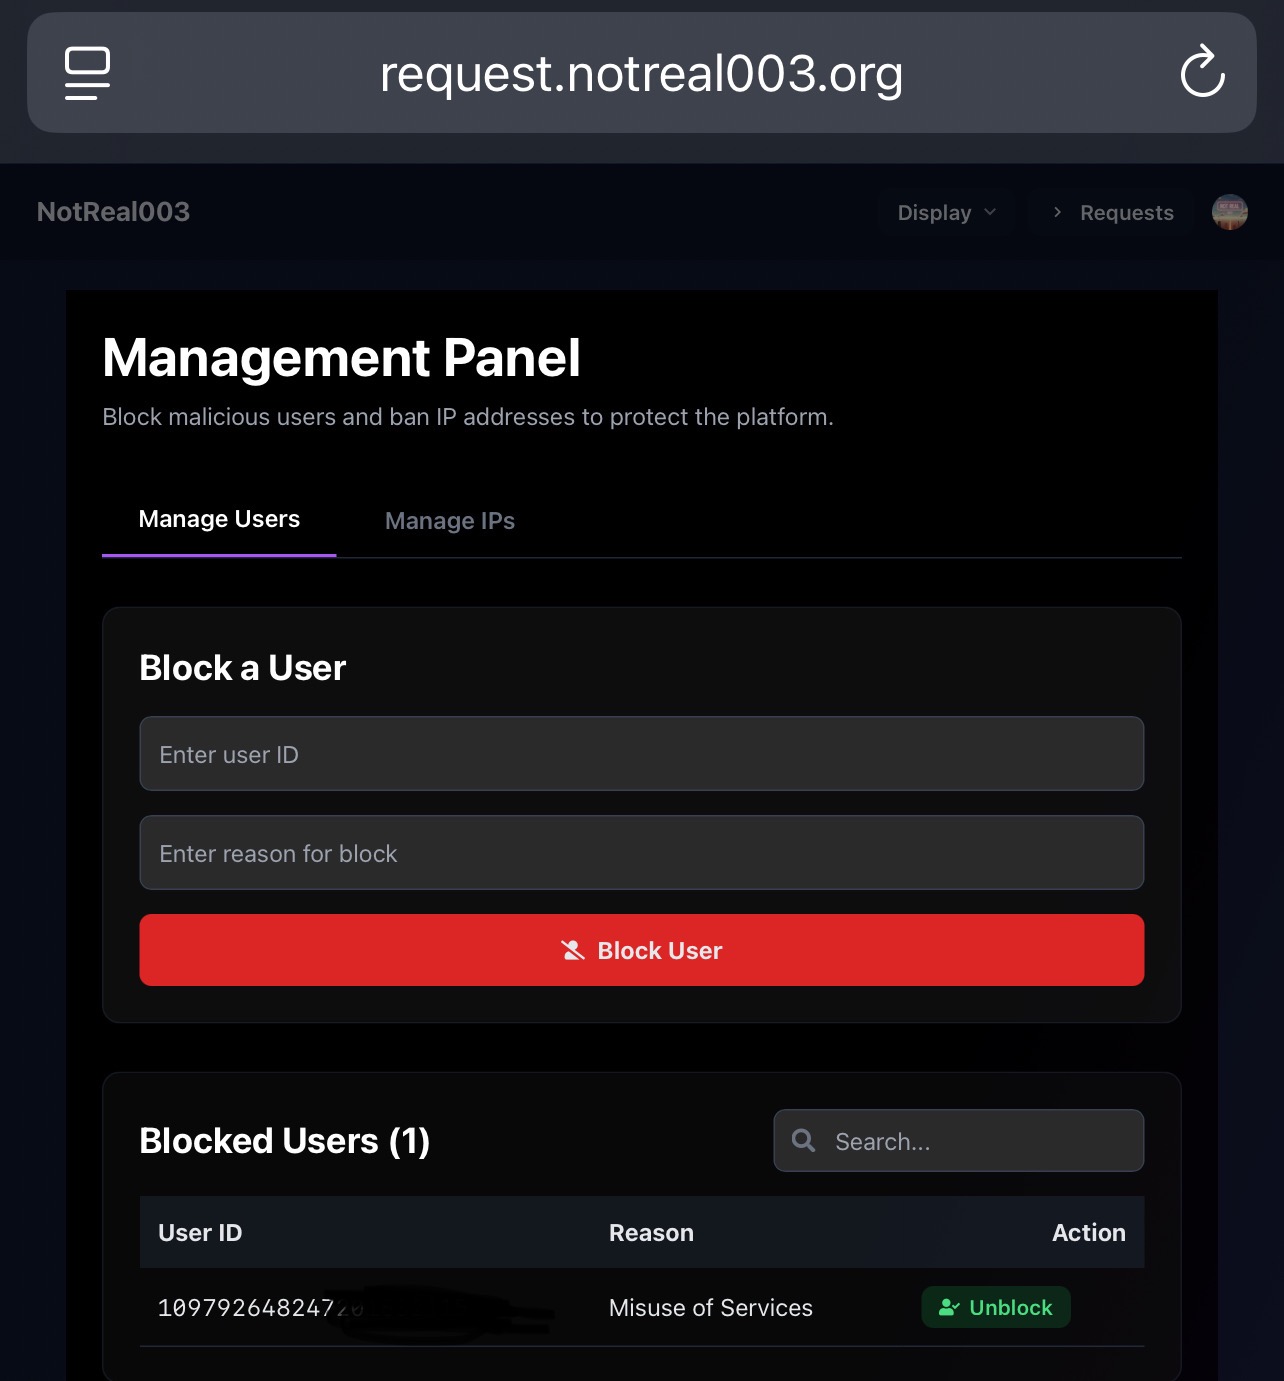 request.notreal003.org
NotReal003
Display
Requests
Management Panel
Block malicious users and ban IP addresses to protect the platform.
Manage Users
Manage IPs
Block a User
Enter user ID
Enter reason for block
Block User
Blocked Users (1)
Search...
User ID
Reason
Action
Misuse of Services
Unblock